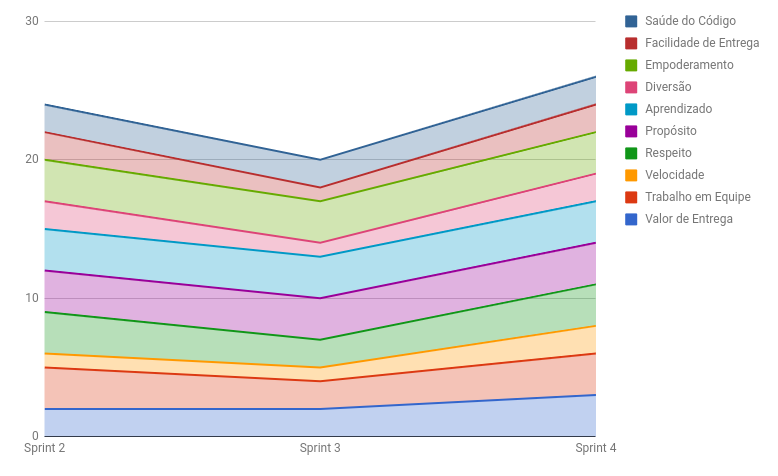 30
20
10
0
Sprint 2
Sprint 3
Sprint 4
Saúde do Código
Facilidade de Entrega
Empoderamento
Diversão
Aprendizado
Propósito
Respeito
Velocidade
Trabalho em Equipe
Valor de Entrega